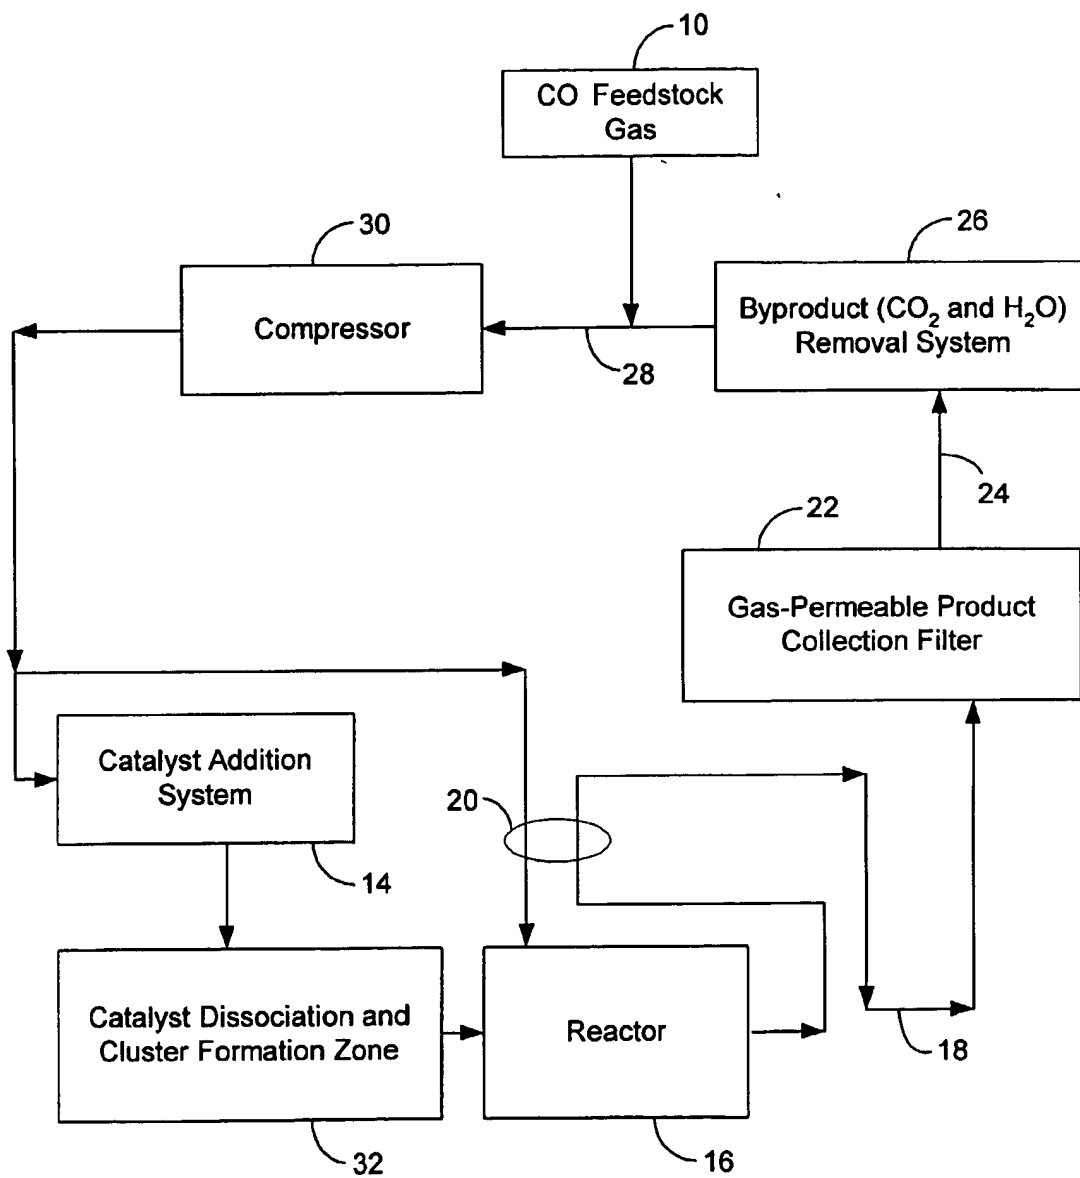 10
CO Feedstock
Gas
30
26
Compressor
Byproduct (CO₂ and H₂O)
Removal System
28
24
22
Gas-Permeable Product
Collection Filter
Catalyst Addition
System
20
14
Catalyst Dissociation and
Cluster Formation Zone
Reactor
18
32
16